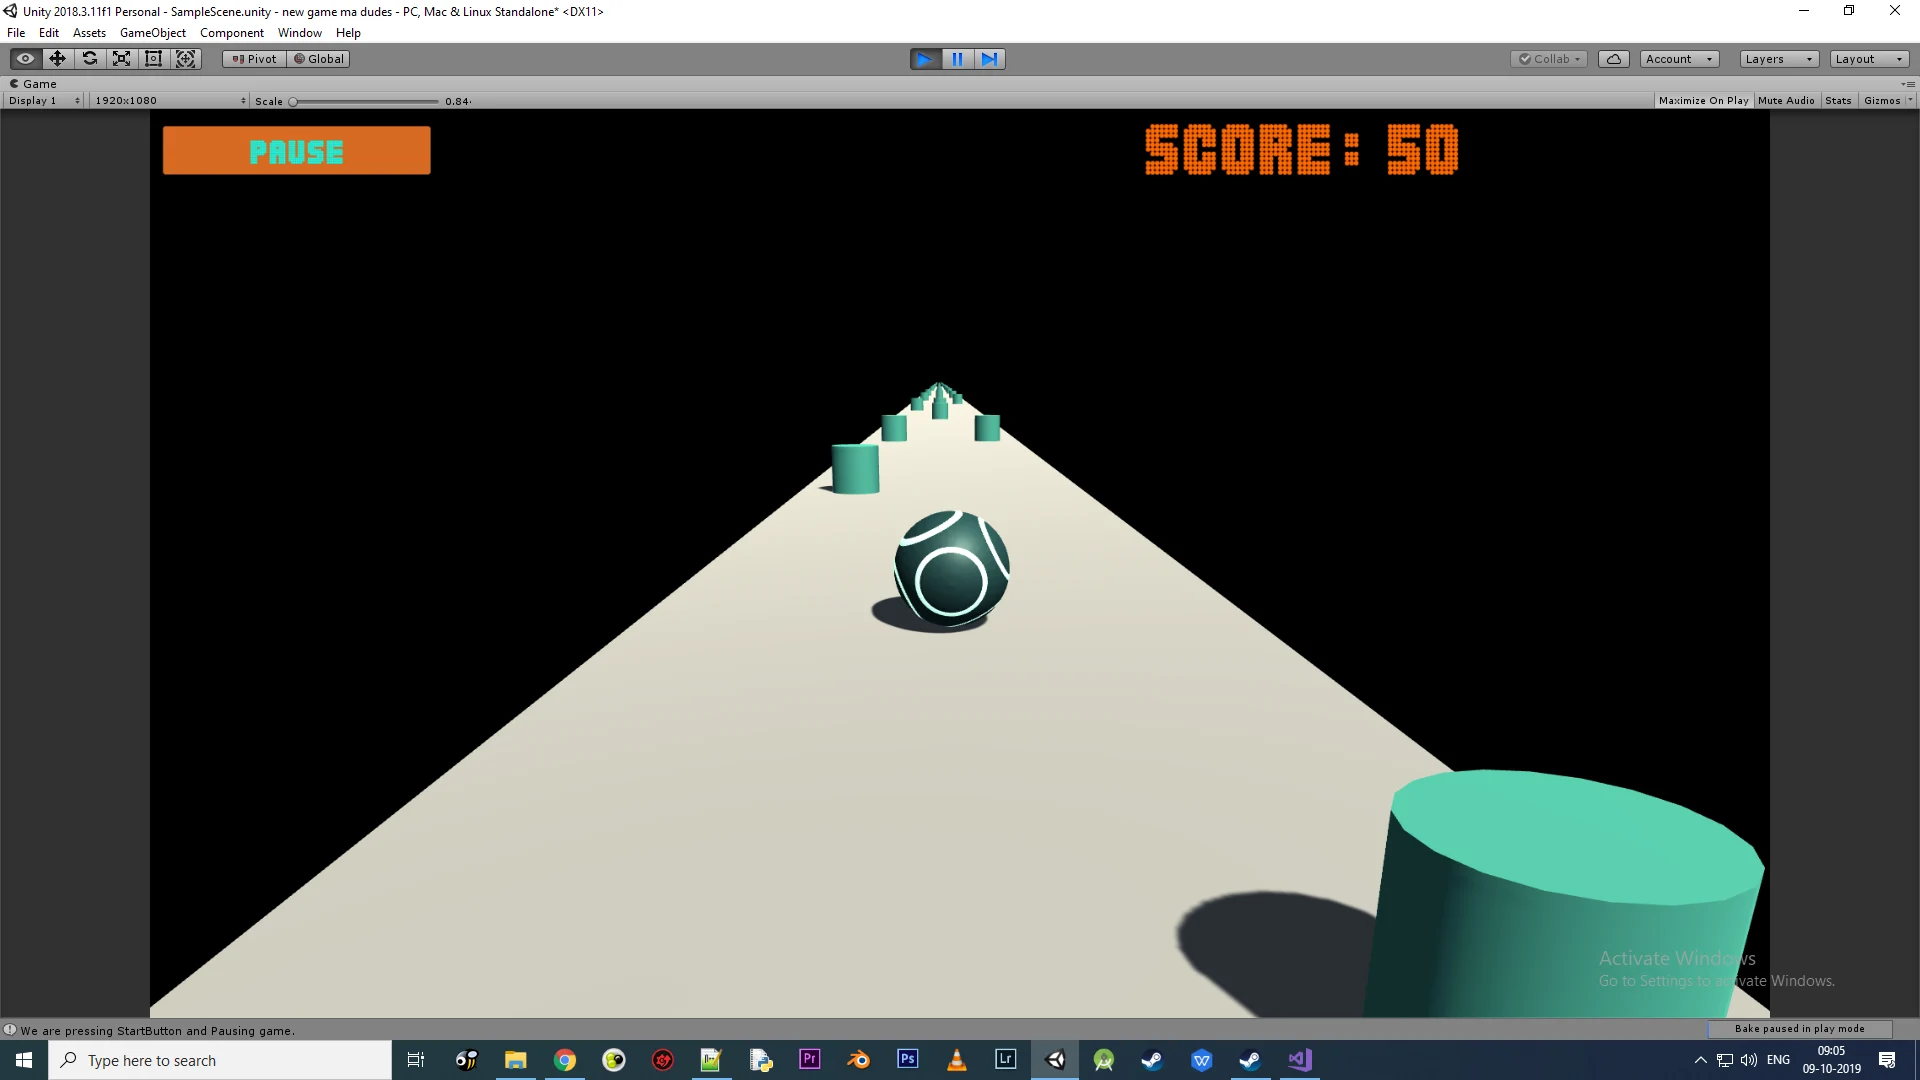 Unity 2018.3.11f1 Personal - SampleScene.unity - new game ma dudes - PC, Mac & Linux Standalone* <DX11>
File Edit Assets GameObject Component Window Help
Pivot Global Collab Account Layers Layout
Game
Display 1 1920x1080 Scale 0.84 Maximize On Play Mute Audio Stats Gizmos
PAUSE SCORE: 50
Activate Windows
Go to Settings to activate Windows.
We are pressing StartButton and Pausing game. Bake paused in play mode
Type here to search Pr Ps Lr W ENG 09:05
09-10-2019